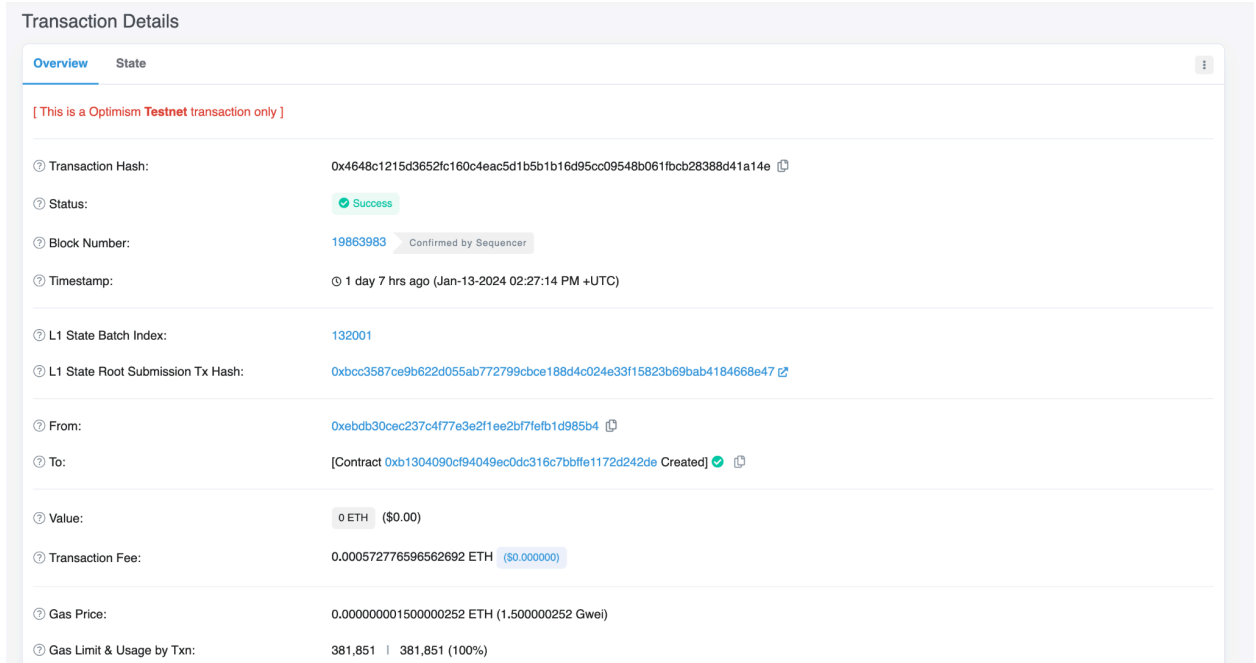 Transaction Details
Overview State
[ This is a Optimism Testnet transaction only ]
Transaction Hash: 0x4648c1215d3652fc160c4eac5d1b5b1b16d95cc09548b061fbcb28388d41a14e
Status: Success
Block Number: 19863983 Confirmed by Sequencer
Timestamp: 1 day 7 hrs ago (Jan-13-2024 02:27:14 PM +UTC)
L1 State Batch Index: 132001
L1 State Root Submission Tx Hash: 0xbcc3587ce9b622d055ab772799cbce188d4c024e33f15823b69bab4184668e47
From: 0xebdb30cec237c4f77e3e2f1ee2bf7fefb1d985b4
To: [Contract 0xb1304090cf94049ec0dc316c7bbffe1172d242de Created]
Value: 0 ETH ($0.00)
Transaction Fee: 0.000572776596562692 ETH ($0.000000)
Gas Price: 0.000000001500000252 ETH (1.500000252 Gwei)
Gas Limit & Usage by Txn: 381,851 | 381,851 (100%)